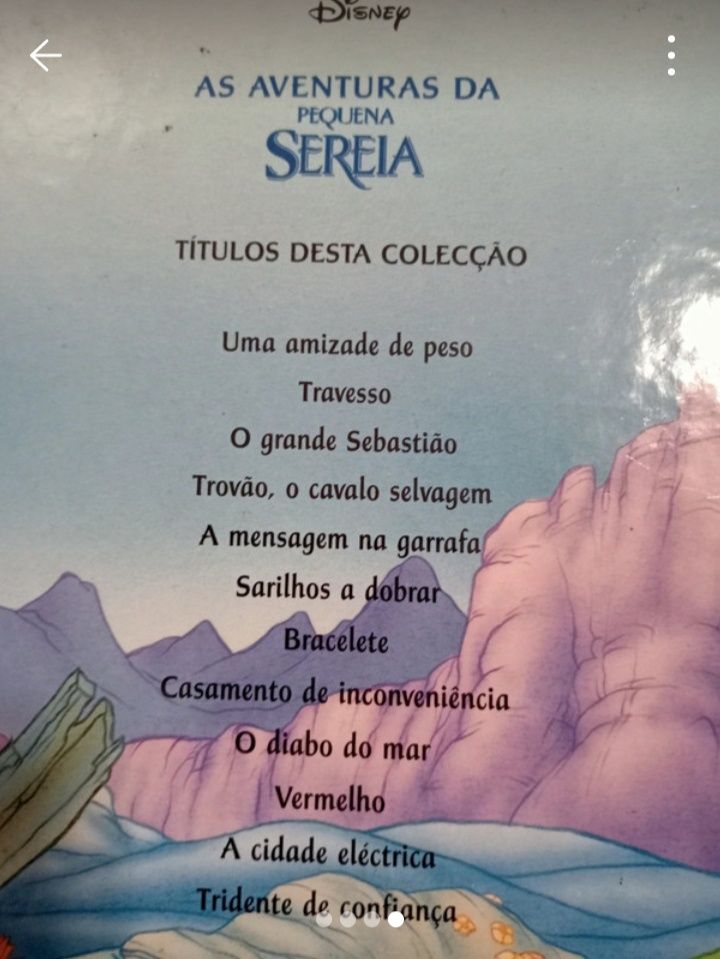 Disney
AS AVENTURAS DA
PEQUENA
SEREIA
TÍTULOS DESTA COLECÇÃO
Uma amizade de peso
Travesso
O grande Sebastião
Trovão, o cavalo selvagem
A mensagem na garrafa
Sarilhos a dobrar
Bracelete
Casamento de inconveniência
O diabo do mar
Vermelho
A cidade eléctrica
Tridente de confiança